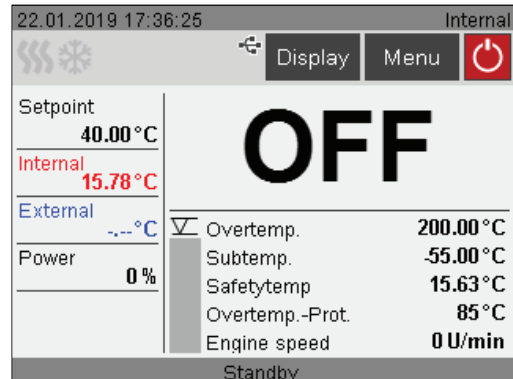 22.01.2019 17:36:25 Internal
Display Menu
Setpoint
40.00°C
Internal
15.78°C
External
-.--°C
Power
0%
OFF
Overtemp. 200.00°C
Subtemp. -55.00°C
Safetytemp 15.63°C
Overtemp.-Prot. 85°C
Engine speed 0 U/min
Standby